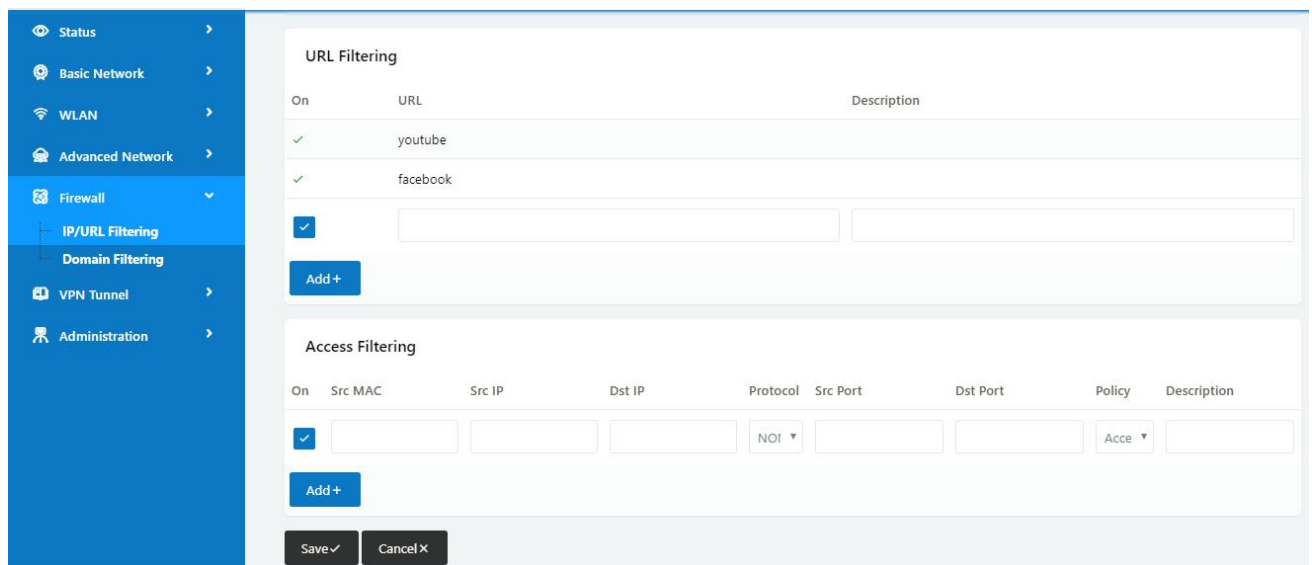 Status
Basic Network
WLAN
Advanced Network
Firewall
IP/URL Filtering
Domain Filtering
VPN Tunnel
Administration
URL Filtering
On URL Description
youtube
facebook
Add+
Access Filtering
On Src MAC Src IP Dst IP Protocol Src Port Dst Port Policy Description
NOI Acce
Add+
Save Cancel